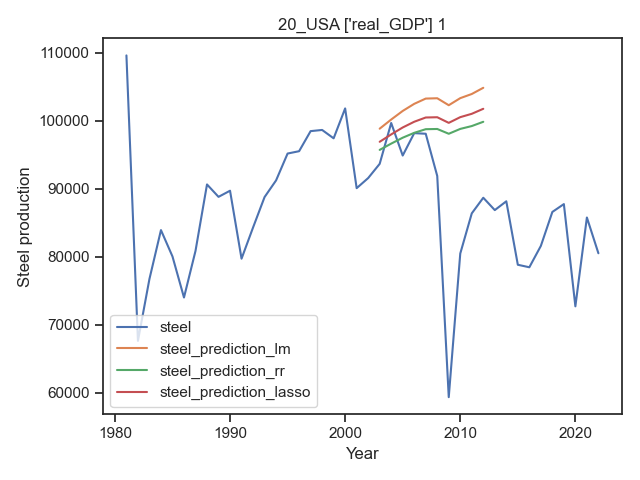 20_USA ['real_GDP'] 1
Steel production
110000
100000
90000
80000
70000
60000
steel
steel_prediction_lm
steel_prediction_rr
steel_prediction_lasso
1980
1990
2000
2010
2020
Year